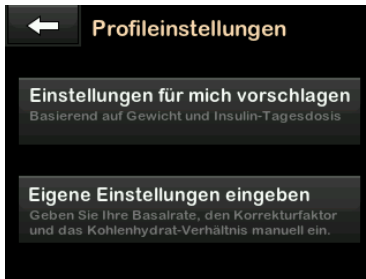 Profileinstellungen
Einstellungen für mich vorschlagen
Basierend auf Gewicht und Insulin-Tagesdosis
Eigene Einstellungen eingeben
Geben Sie Ihre Basalrate, den Korrekturfaktor
und das Kohlenhydrat-Verhältnis manuell ein.